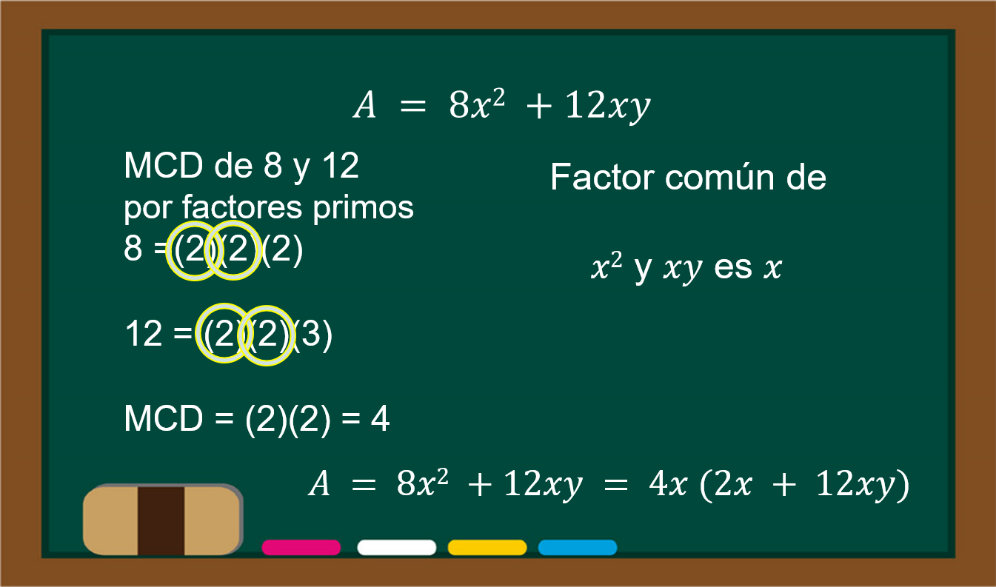 A = 8x² + 12xy
MCD de 8 y 12
por factores primos
8 = (2)(2)(2)
12 = (2)(2)(3)
MCD = (2)(2) = 4
Factor común de
x² y xy es x
A = 8x² + 12xy = 4x (2x + 12xy)